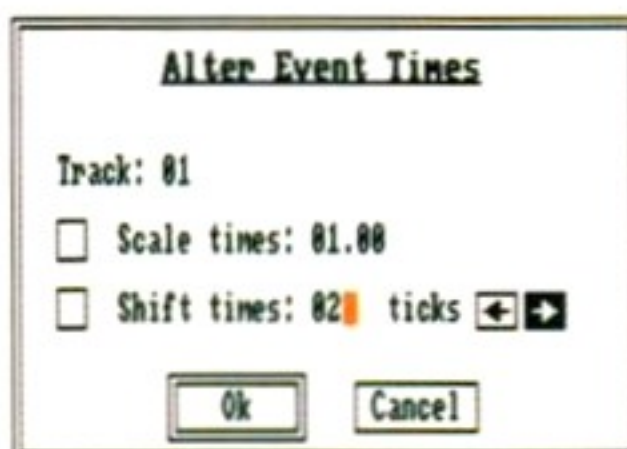 Alter Event Times
Track: 01
Scale times: 01.00
Shift times: 02 ticks
Ok Cancel